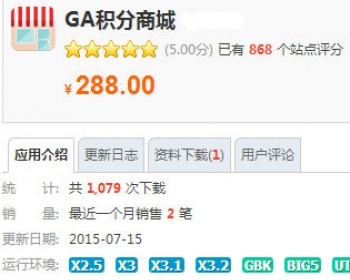 GA积分商城
(5.00分) 已有 868 个站点评分
¥ 288.00
应用介绍 更新日志 资料下载(1) 用户评论
统 计: 共 1,079 次下载
销 量: 最近一个月销售 2 笔
更新日期: 2015-07-15
运行环境: X2.5 X3 X3.1 X3.2 GBK BIG5 UT